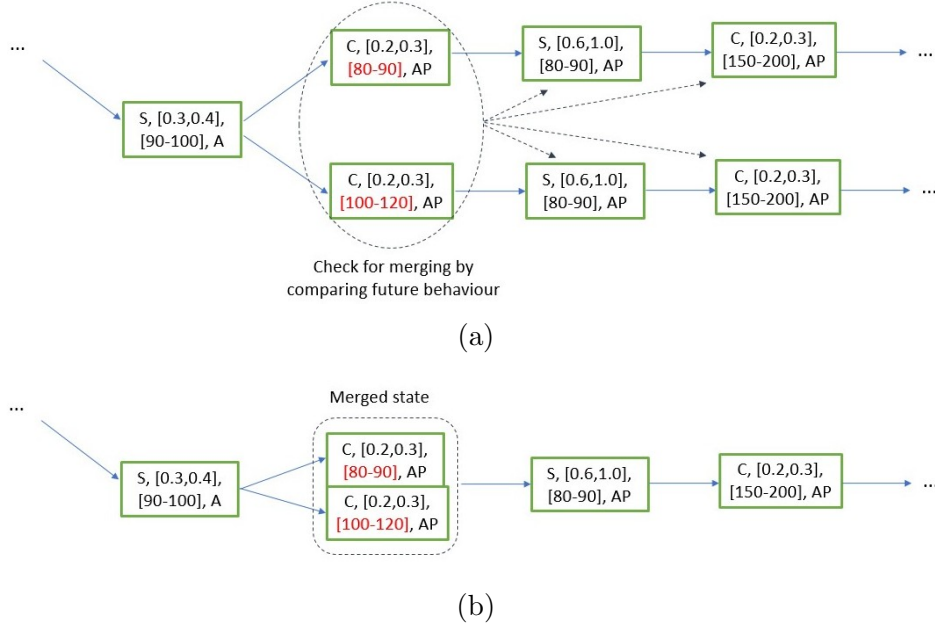 ...
C, [0.2,0.3],
[80-90], AP
S, [0.6,1.0],
[80-90], AP
C, [0.2,0.3],
[150-200], AP
...
S, [0.3,0.4],
[90-100], A
C, [0.2,0.3],
[100-120], AP
S, [0.6,1.0],
[80-90], AP
C, [0.2,0.3],
[150-200], AP
...
Check for merging by
comparing future behaviour
(a)
Merged state
...
C, [0.2,0.3],
[80-90], AP
S, [0.3,0.4],
[90-100], A
C, [0.2,0.3],
[100-120], AP
S, [0.6,1.0],
[80-90], AP
C, [0.2,0.3],
[150-200], AP
...
(b)